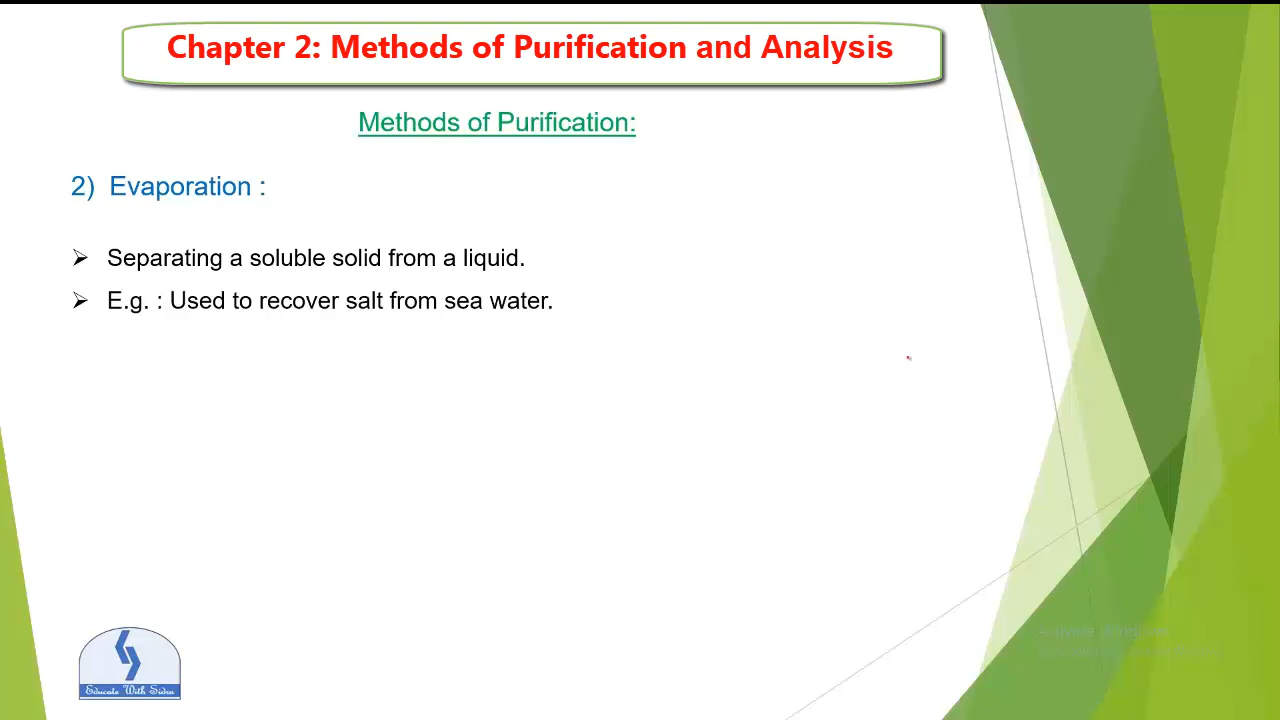 Chapter 2: Methods of Purification and Analysis
Methods of Purification:
2) Evaporation :
➢ Separating a soluble solid from a liquid.
➢ E.g. : Used to recover salt from sea water.
Educate With Sidra